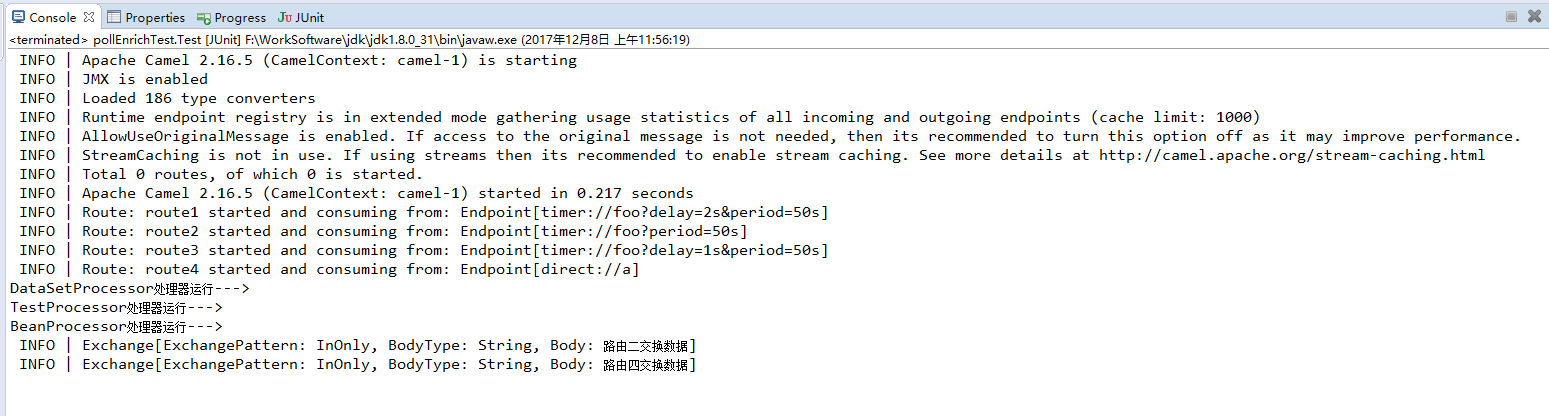 Console Properties Progress JUnit
<terminated> pollEnrichTest.Test [JUnit] F:\WorkSoftware\jdk\jdk1.8.0_31\bin\javaw.exe (2017年12月8日 上午11:56:19)
INFO | Apache Camel 2.16.5 (CamelContext: camel-1) is starting
INFO | JMX is enabled
INFO | Loaded 186 type converters
INFO | Runtime endpoint registry is in extended mode gathering usage statistics of all incoming and outgoing endpoints (cache limit: 1000)
INFO | AllowUseOriginalMessage is enabled. If access to the original message is not needed, then its recommended to turn this option off as it may improve performance.
INFO | StreamCaching is not in use. If using streams then its recommended to enable stream caching. See more details at http://camel.apache.org/stream-caching.html
INFO | Total 0 routes, of which 0 is started.
INFO | Apache Camel 2.16.5 (CamelContext: camel-1) started in 0.217 seconds
INFO | Route: route1 started and consuming from: Endpoint[timer://foo?delay=2s&period=50s]
INFO | Route: route2 started and consuming from: Endpoint[timer://foo?period=50s]
INFO | Route: route3 started and consuming from: Endpoint[timer://foo?delay=1s&period=50s]
INFO | Route: route4 started and consuming from: Endpoint[direct://a]
DataSetProcessor处理器运行--->
TestProcessor处理器运行--->
BeanProcessor处理器运行--->
INFO | Exchange[ExchangePattern: InOnly, BodyType: String, Body: 路由二交换数据]
INFO | Exchange[ExchangePattern: InOnly, BodyType: String, Body: 路由四交换数据]